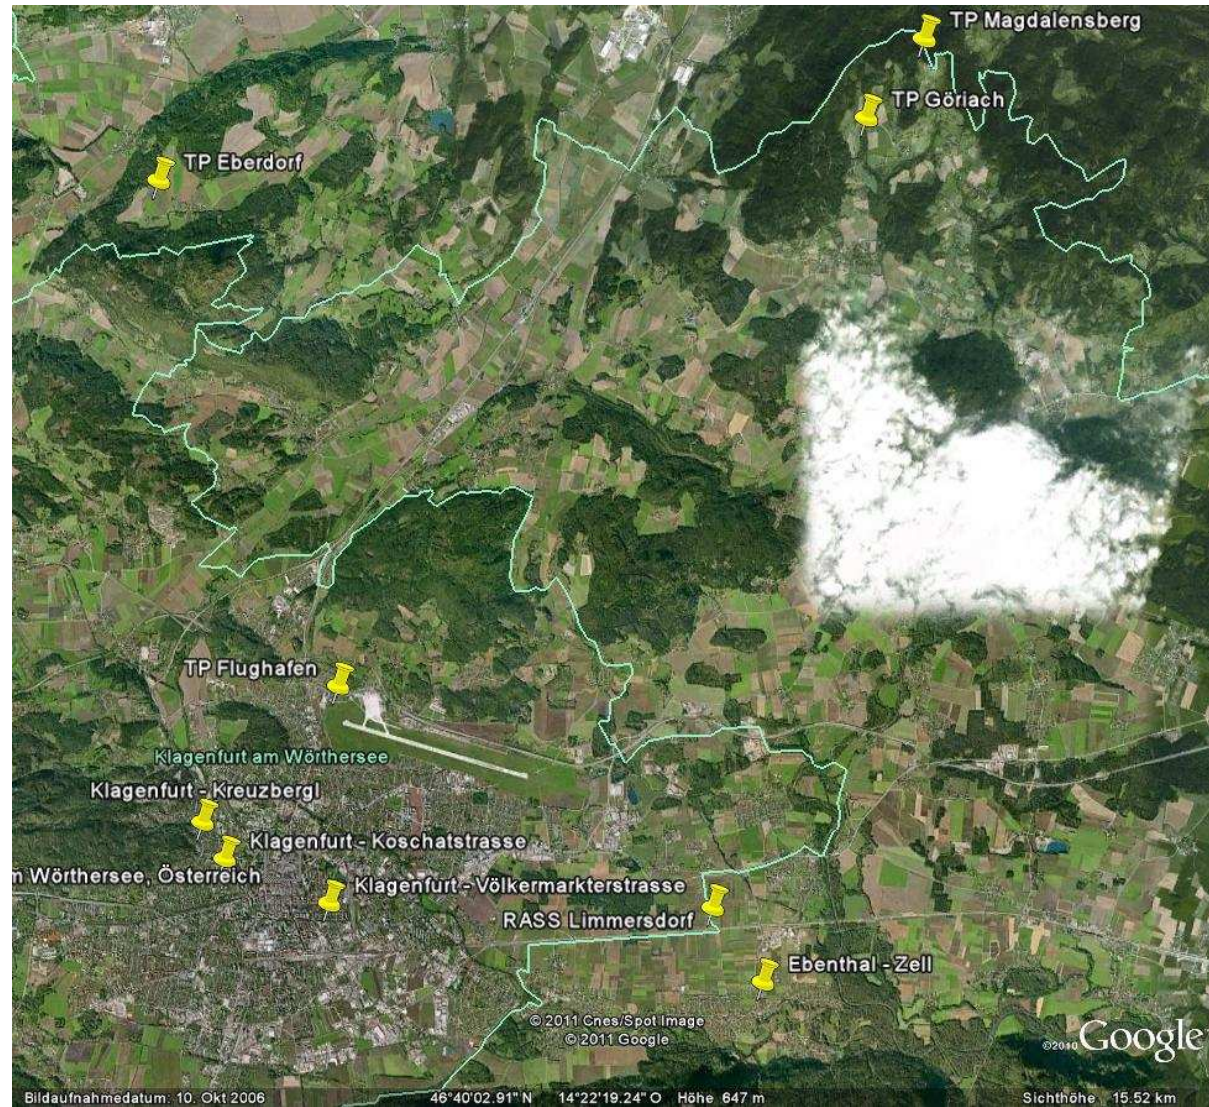 TP Magdalensberg
TP Göriach
TP Eberdorf
TP Flughafen
Klagenfurt am Wörthersee
Klagenfurt - Kreuzbergl
Klagenfurt - Koschatstrasse
m Wörthersee, Österreich
Klagenfurt - Völkermarkterstrasse
RASS Limmersdorf
Ebenthal - Zell
© 2011 Cnes/Spot Image
© 2011 Google
©2010 Google
Bildaufnahmedatum: 10. Okt 2006 46°40'02.91" N 14°22'19.24" O Höhe 647 m Sichthöhe 15.52 km